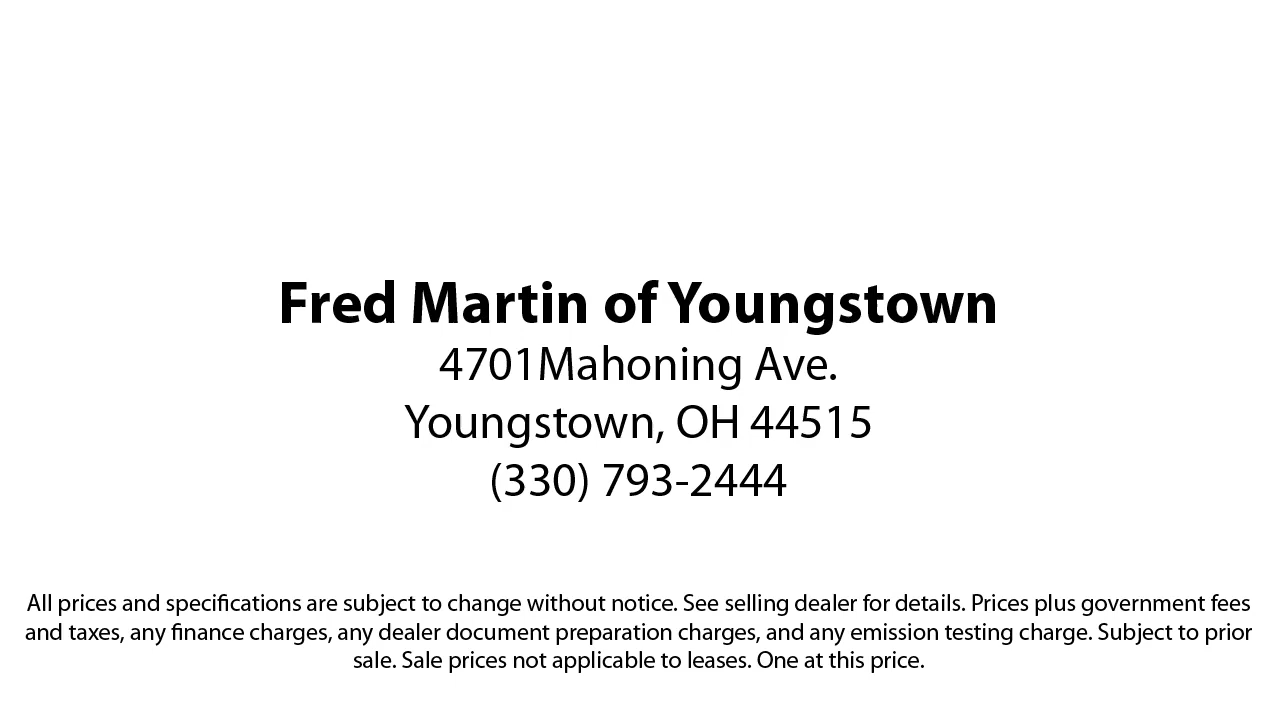 Fred Martin of Youngstown
4701Mahoning Ave.
Youngstown, OH 44515
(330) 793-2444
All prices and specifications are subject to change without notice. See selling dealer for details. Prices plus government fees
and taxes, any finance charges, any dealer document preparation charges, and any emission testing charge. Subject to prior
sale. Sale prices not applicable to leases. One at this price.